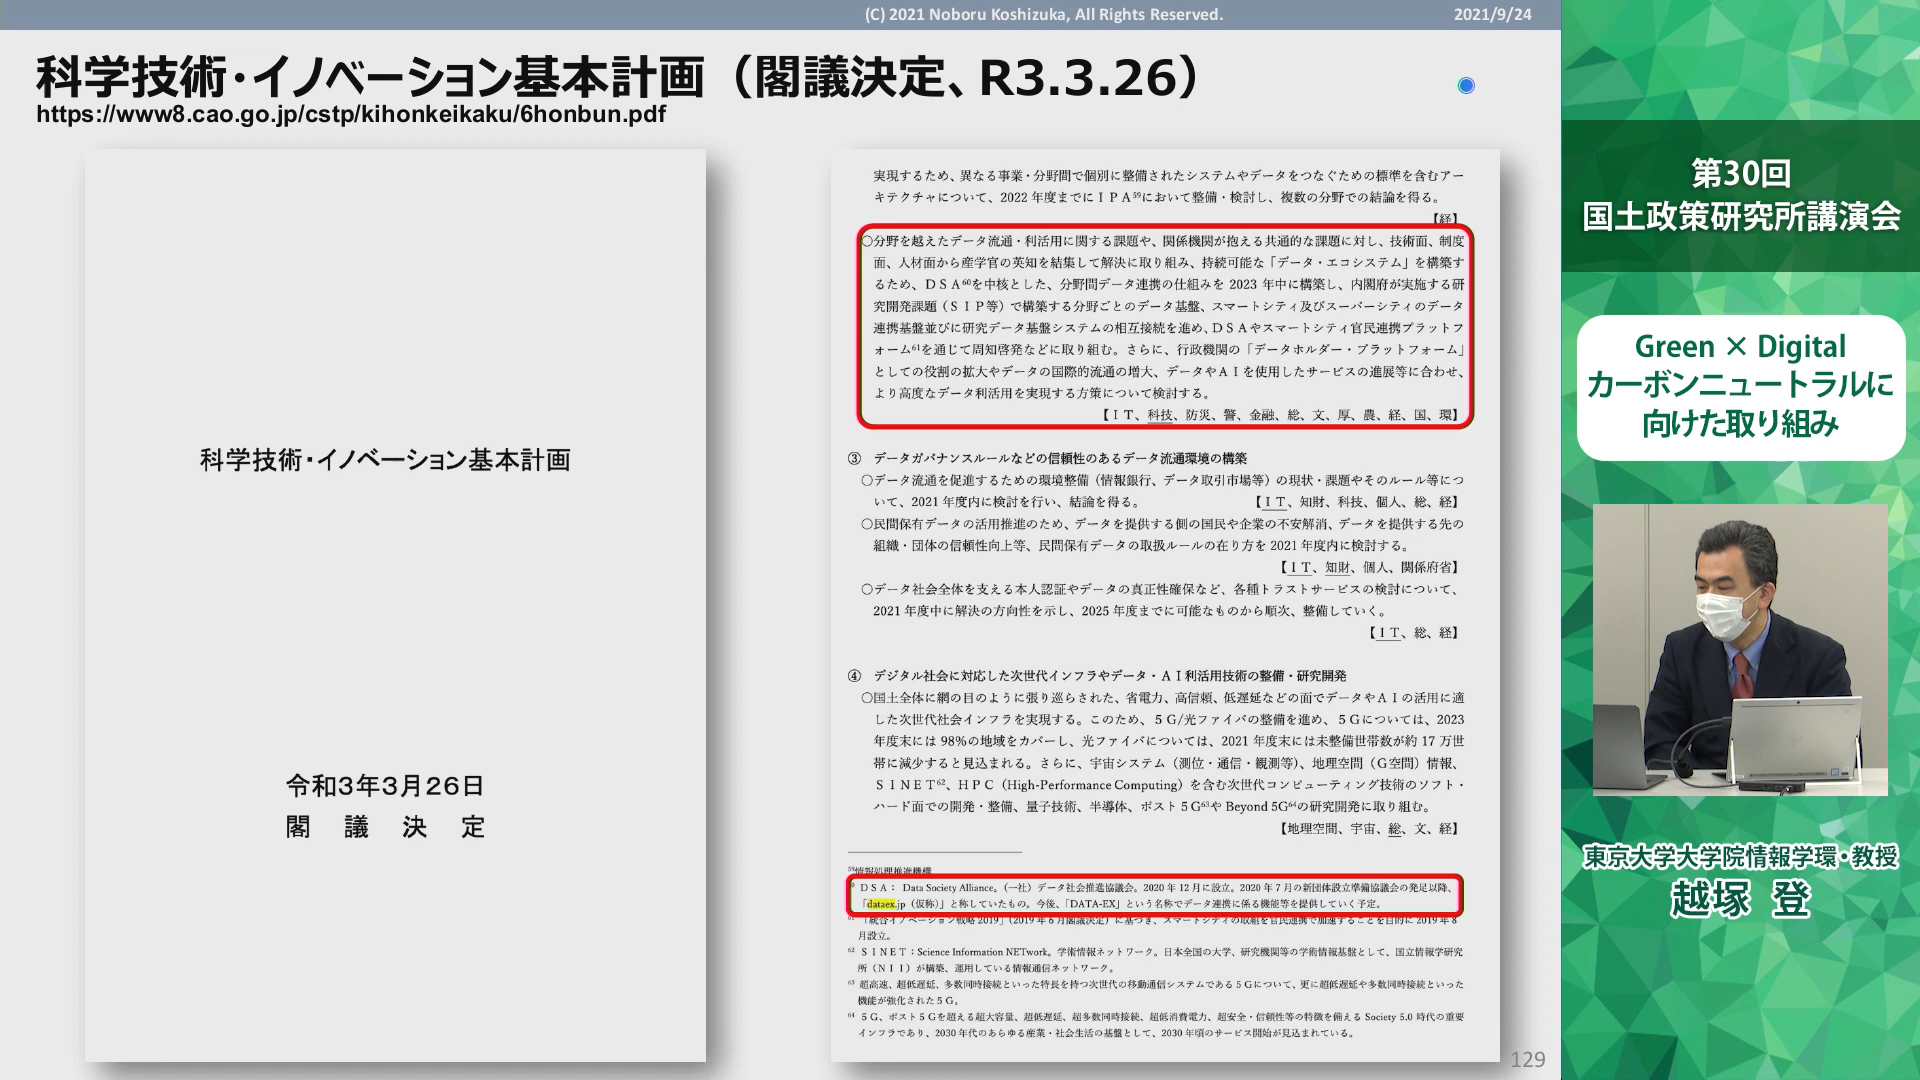 (C) 2021 Noboru Koshizuka, All Rights Reserved.
2021/9/24
科学技術・イノベーション基本計画（閣議決定、R3.3.26）
https://www8.cao.go.jp/cstp/kihonkeikaku/6honbun.pdf
科学技術・イノベーション基本計画
令和3年3月26日
閣 議 決 定
実現するため、異なる事業・分野間で個別に整備されたシステムやデータをつなぐための標準を含むアー
キテクチャについて、2022 年度までにＩＰＡ59において整備・検討し、複数の分野での結論を得る。
【経】
○分野を越えたデータ流通・利活用に関する課題や、関係機関が抱える共通的な課題に対し、技術面、制度
面、人材面から産学官の英知を結集して解決に取り組み、持続可能な「データ・エコシステム」を構築す
るため、ＤＳＡ60を中核とした、分野間データ連携の仕組みを 2023 年中に構築し、内閣府が実施する研
究開発課題（ＳＩＰ等）で構築する分野ごとのデータ基盤、スマートシティ及びスーパーシティのデータ
連携基盤並びに研究データ基盤システムの相互接続を進め、ＤＳＡやスマートシティ官民連携プラットフ
ォーム61を通じて周知啓発などに取り組む。さらに、行政機関の「データホルダー・プラットフォーム」
としての役割の拡大やデータの国際的流通の増大、データやＡＩを使用したサービスの進展等に合わせ、
より高度なデータ利活用を実現する方策について検討する。
【ＩＴ、科技、防災、警、金融、総、文、厚、農、経、国、環】
③ データガバナンスルールなどの信頼性のあるデータ流通環境の構築
○データ流通を促進するための環境整備（情報銀行、データ取引市場等）の現状・課題やそのルール等につ
いて、2021 年度内に検討を行い、結論を得る。 【ＩＴ、知財、科技、個人、総、経】
○民間保有データの活用推進のため、データを提供する側の国民や企業の不安解消、データを提供する先の
組織・団体の信頼性向上等、民間保有データの取扱ルールの在り方を 2021 年度内に検討する。
【ＩＴ、知財、個人、関係府省】
○データ社会全体を支える本人認証やデータの真正性確保など、各種トラストサービスの検討について、
2021 年度中に解決の方向性を示し、2025 年度までに可能なものから順次、整備していく。
【ＩＴ、総、経】
④ デジタル社会に対応した次世代インフラやデータ・ＡＩ利活用技術の整備・研究開発
○国土全体に網の目のように張り巡らされた、省電力、高信頼、低遅延などの面でデータやＡＩの活用に適
した次世代社会インフラを実現する。このため、５Ｇ/光ファイバの整備を進め、５Ｇについては、2023
年度末には 98%の地域をカバーし、光ファイバについては、2021 年度末には未整備世帯数が約 17 万世
帯に減少すると見込まれる。さらに、宇宙システム（測位・通信・観測等）、地理空間（Ｇ空間）情報、
ＳＩＮＥＴ62、ＨＰＣ（High-Performance Computing）を含む次世代コンピューティング技術のソフト・
ハード面での開発・整備、量子技術、半導体、ポスト５Ｇ63や Beyond 5G64の研究開発に取り組む。
【地理空間、宇宙、総、文、経】
59情報処理推進機構
ＤＳＡ： Data Society Alliance。（一社）データ社会推進協議会。2020 年 12 月に設立。2020 年 7 月の新団体設立準備協議会の発足以降、
「dataex.jp（仮称）」と称していたもの。今後、「DATA-EX」という名称でデータ連携に係る機能等を提供していく予定。
61 「統合イノベーション戦略 2019」（2019 年 6 月閣議決定）に基づき、スマートシティの取組を官民連携で加速することを目的に 2019 年 8
月設立。
62 ＳＩＮＥＴ：Science Information NETwork。学術情報ネットワーク。日本全国の大学、研究機関等の学術情報基盤として、国立情報学研究
所（ＮＩＩ）が構築、運用している情報通信ネットワーク。
63 超高速、超低遅延、多数同時接続といった特長を持つ次世代の移動通信システムである５Ｇについて、更に超低遅延や多数同時接続といった
機能が強化された５Ｇ。
64 ５Ｇ、ポスト５Ｇを超える超大容量、超低遅延、超多数同時接続、超低消費電力、超安全・信頼性等の特徴を備える Society 5.0 時代の重要
インフラであり、2030 年代のあらゆる産業・社会生活の基盤として、2030 年頃のサービス開始が見込まれている。
129
第30回
国土政策研究所講演会
Green × Digital
カーボンニュートラルに
向けた取り組み
東京大学大学院情報学環・教授
越塚 登